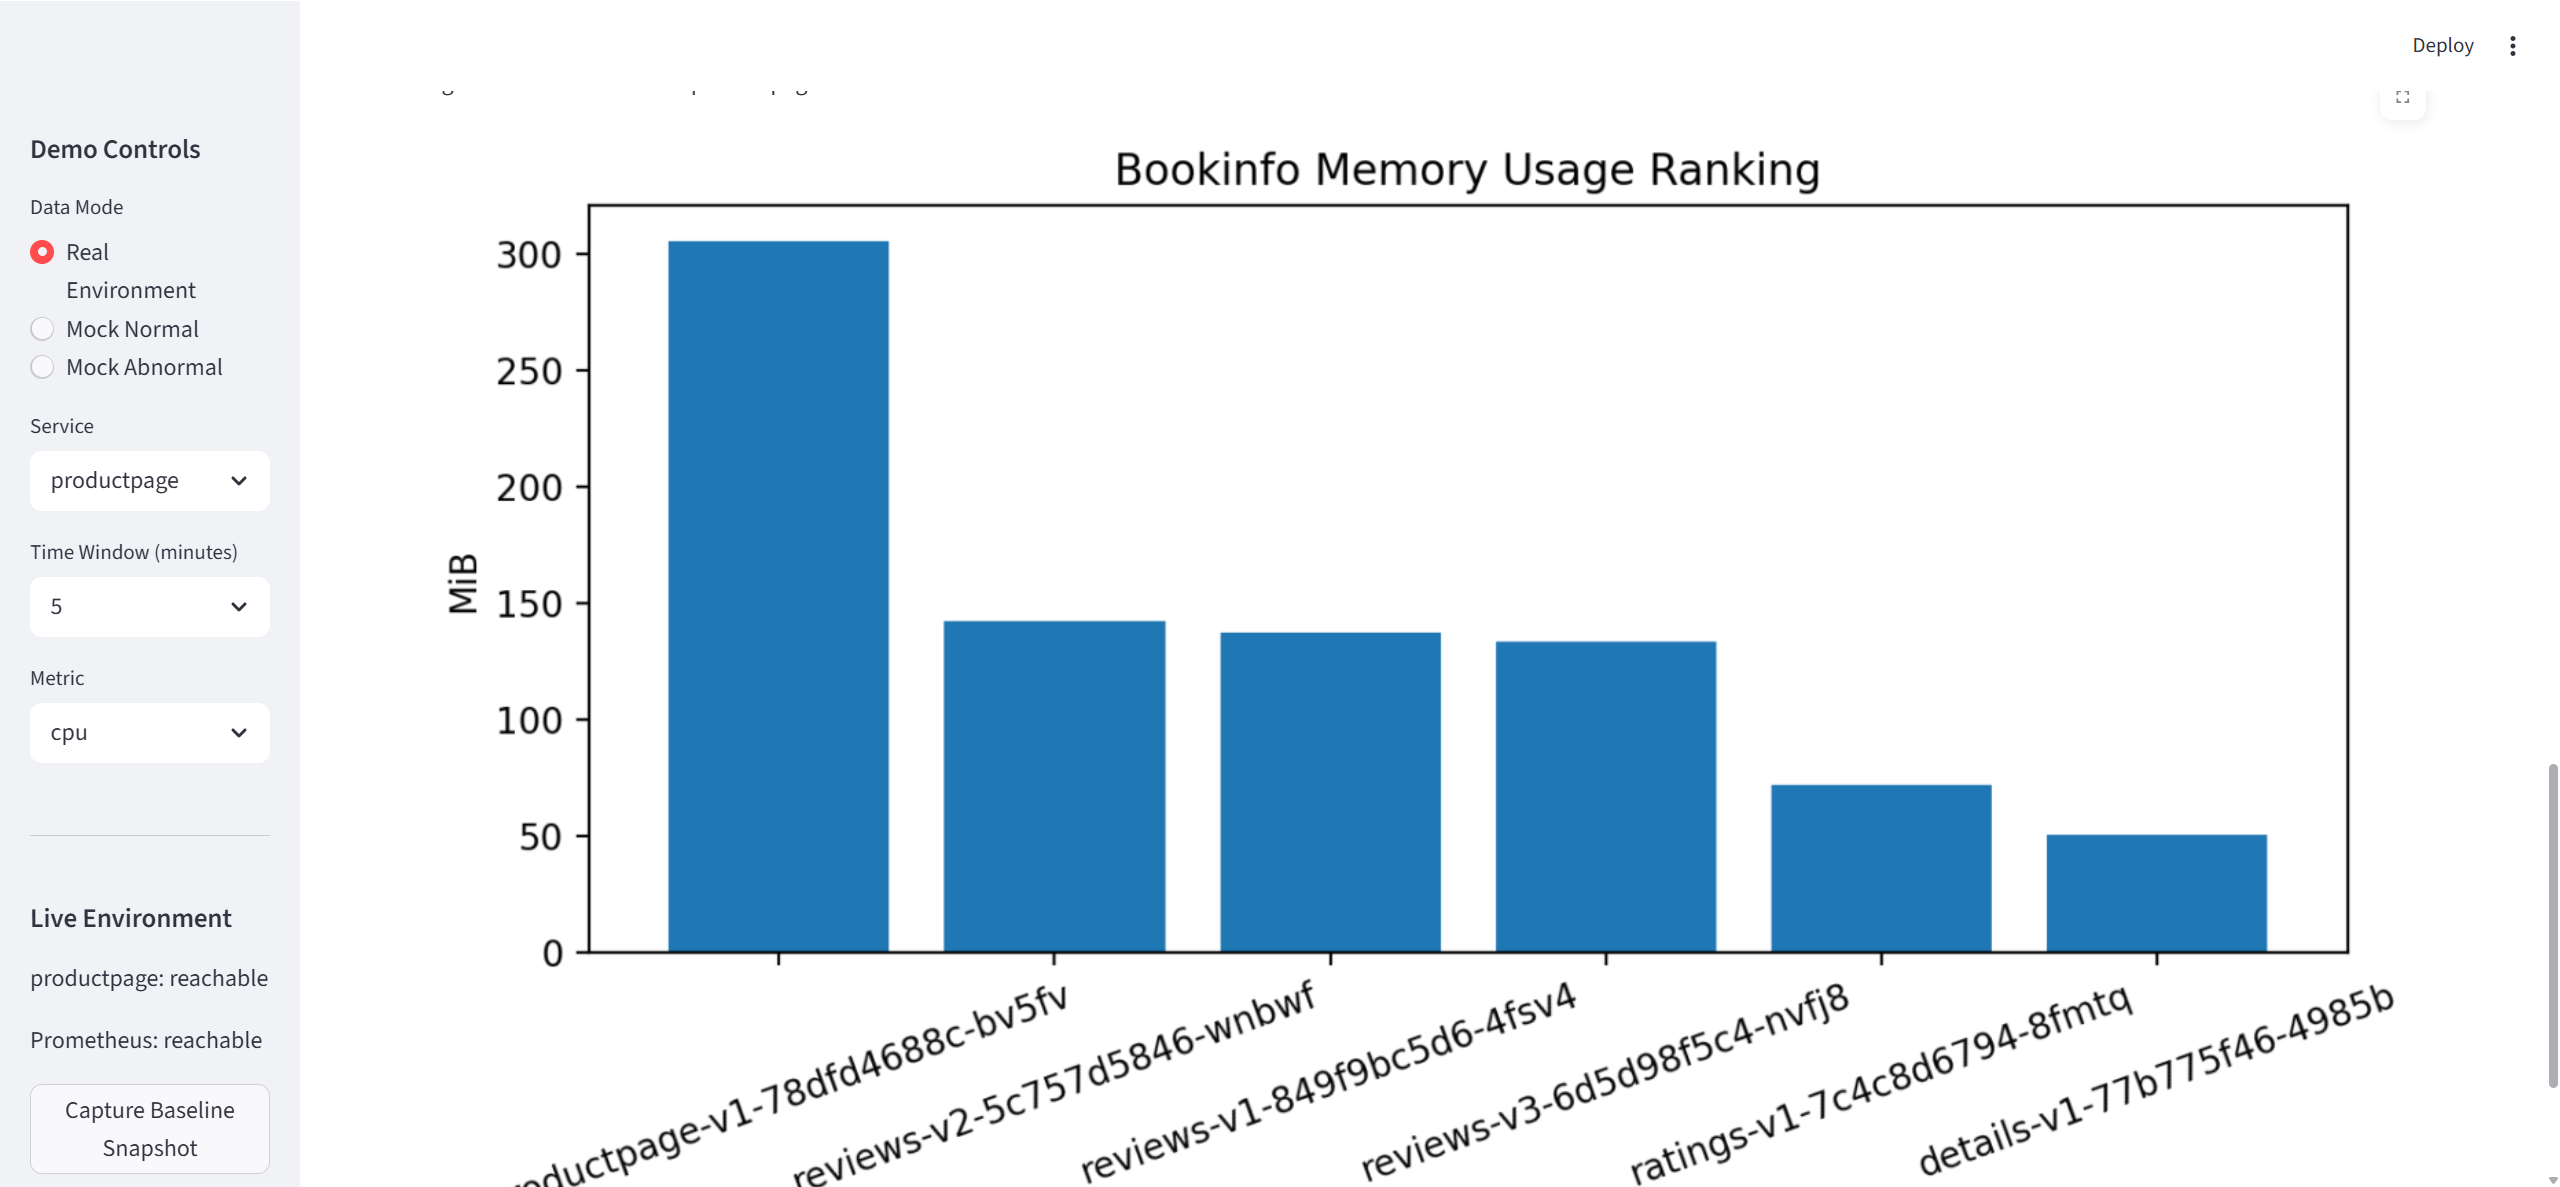 Deploy
Demo Controls
Data Mode
Real
Environment
Mock Normal
Mock Abnormal
Service
productpage
Time Window (minutes)
5
Metric
cpu
Live Environment
productpage: reachable
Prometheus: reachable
Capture Baseline
Snapshot
Bookinfo Memory Usage Ranking
MiB
300
250
200
150
100
50
0
oductpage-v1-78dfd4688c-bv5fv
reviews-v2-5c757d5846-wnbwf
reviews-v1-849f9bc5d6-4fsv4
reviews-v3-6d5d98f5c4-nvfj8
ratings-v1-7c4c8d6794-8fmtq
details-v1-77b775f46-4985b